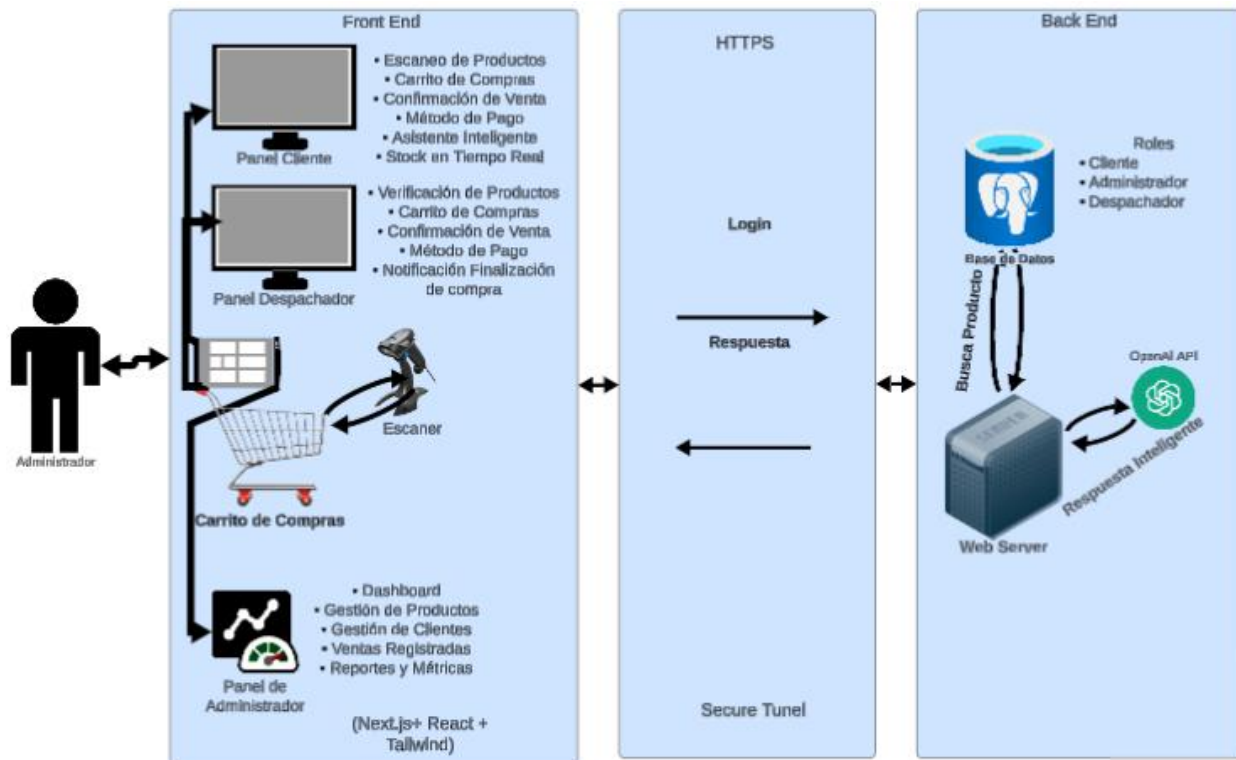 Front End
• Escaneo de Productos
• Carrito de Compras
• Confirmación de Venta
• Método de Pago
• Asistente Inteligente
• Stock en Tiempo Real
Panel Cliente
• Verificación de Productos
• Carrito de Compras
• Confirmación de Venta
• Método de Pago
• Notificación Finalización
de compra
Panel Despachador
Administrador
Escaner
Carrito de Compras
• Dashboard
• Gestión de Productos
• Gestión de Clientes
• Ventas Registradas
• Reportes y Métricas
Panel de
Administrador
(Next.js+ React +
Tailwind)
HTTPS
Login
Respuesta
Secure Tunel
Back End
Roles
• Cliente
• Administrador
• Despachador
Base de Datos
Busca Producto
OpenAI API
SERVER
Respuesta Inteligente
Web Server